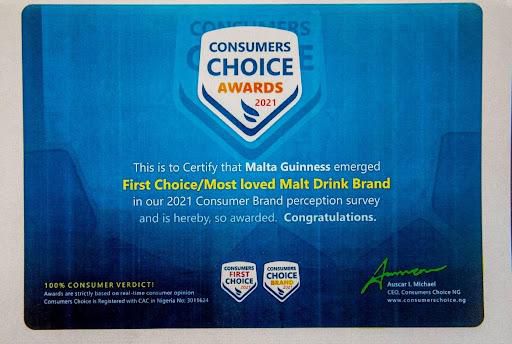 CONSUMERS
CHOICE
AWARDS
2021
This is to Certify that Malta Guinness emerged
First Choice/Most loved Malt Drink Brand
in our 2021 Consumer Brand perception survey
and is hereby, so awarded. Congratulations.
CONSUMERS
FIRST
CHOICE
2021
CONSUMERS
CHOICE
BRAND
2021
100% CONSUMER VERDICT!
Awards are strictly based on real-time consumer opinion
Consumers Choice is Registered with CAC in Nigeria No: 3019624
Auscar I. Michael
CEO, Consumers Choice NG
www.consumerschoice.ng